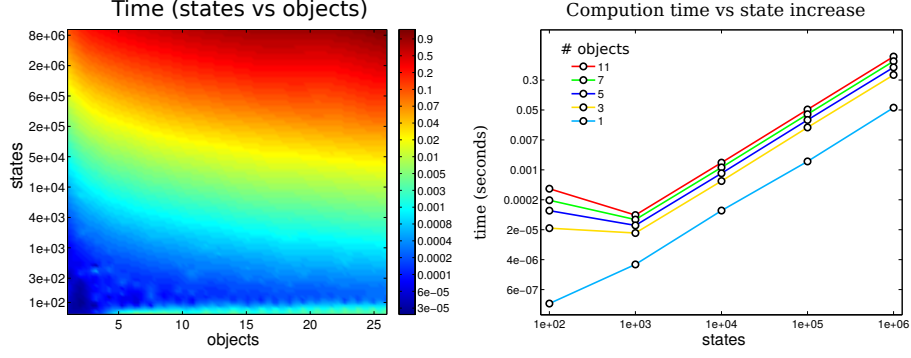 Time (states vs objects)
8e+06
2e+06
6e+05
2e+05
5e+04
1e+04
4e+03
1e+03
3e+02
1e+02
states
5
10
15
20
25
objects
0.9
0.5
0.4
0.1
0.07
0.04
0.02
0.01
0.005
0.003
0.001
0.0008
0.0004
0.0002
0.0001
6e-05
3e-05
Compution time vs state increase
# objects
11
7
5
3
1
0.3
0.05
0.007
0.001
0.0002
2e-05
4e-06
6e-07
time (seconds)
1e+02
1e+03
1e+04
1e+05
1e+06
states